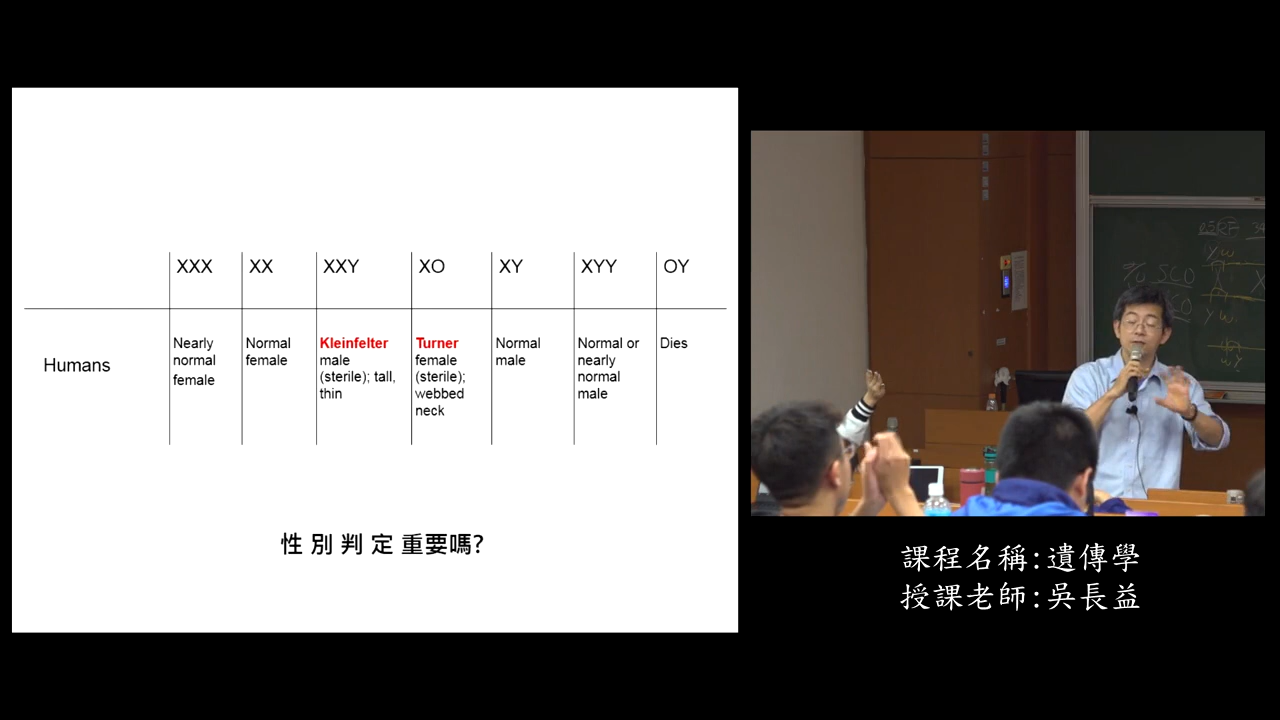 XXX XX XXY XO XY XYY OY
Humans
Nearly normal female
Normal female
Kleinfelter male (sterile); tall, thin
Turner female (sterile); webbed neck
Normal male
Normal or nearly normal male
Dies
性別判定重要嗎?
課程名稱:遺傳學
授課老師:吳長益